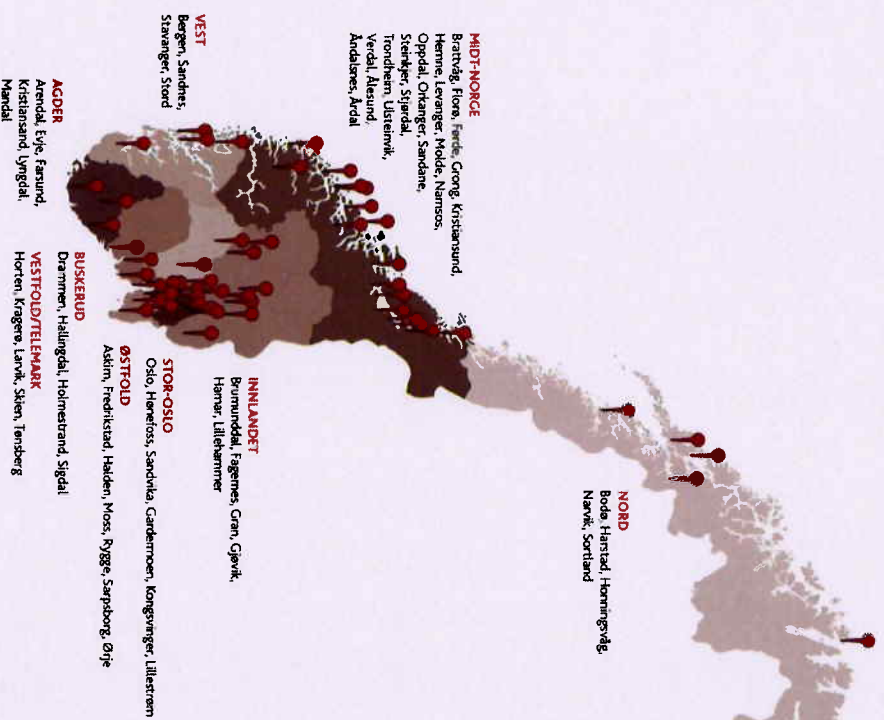 NORD
Bodø, Harstad, Honningsvåg,
Narvik, Sortland
MIDT-NORGE
Brattvåg, Florø, Førde, Grong, Kristiansund,
Hemne, Levanger, Molde, Namsos,
Oppdal, Orkanger, Sandane,
Steinkjer, Stjørdal,
Trondheim, Ulsteinvik,
Verdal, Ålesund,
Åndalsnes, Årdal
INNLANDET
Brumunddal, Fagernes, Gran, Gjøvik,
Hamar, Lillehammer
VEST
Bergen, Sandnes,
Stavanger, Stord
STOR-OSLO
Oslo, Hønefoss, Sandvika, Gardermoen, Kongsvinger, Lillestrøm
ØSTFOLD
Askim, Fredrikstad, Halden, Moss, Rygge, Sarpsborg, Ørje
BUSKERUD
Drammen, Hallingdal, Holmestrand, Sigdal
VESTFOLD/TELEMARK
Horten, Kragerø, Larvik, Skien, Tønsberg
AGDER
Arendal, Evje, Farsund,
Kristiansand, Lyngdal,
Mandal